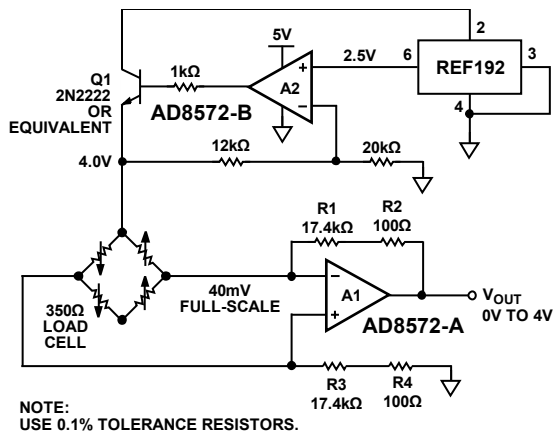 2
5V
1kΩ
6
3
Q1
2N2222
OR
EQUIVALENT
+
A2
−
2.5V
REF192
AD8572-B
4
12kΩ
20kΩ
4.0V
R1
17.4kΩ
R2
100Ω
40mV
FULL-SCALE
−
A1
+
AD8572-A
VOUT
0V TO 4V
350Ω
LOAD
CELL
R3
17.4kΩ
R4
100Ω
NOTE:
USE 0.1% TOLERANCE RESISTORS.